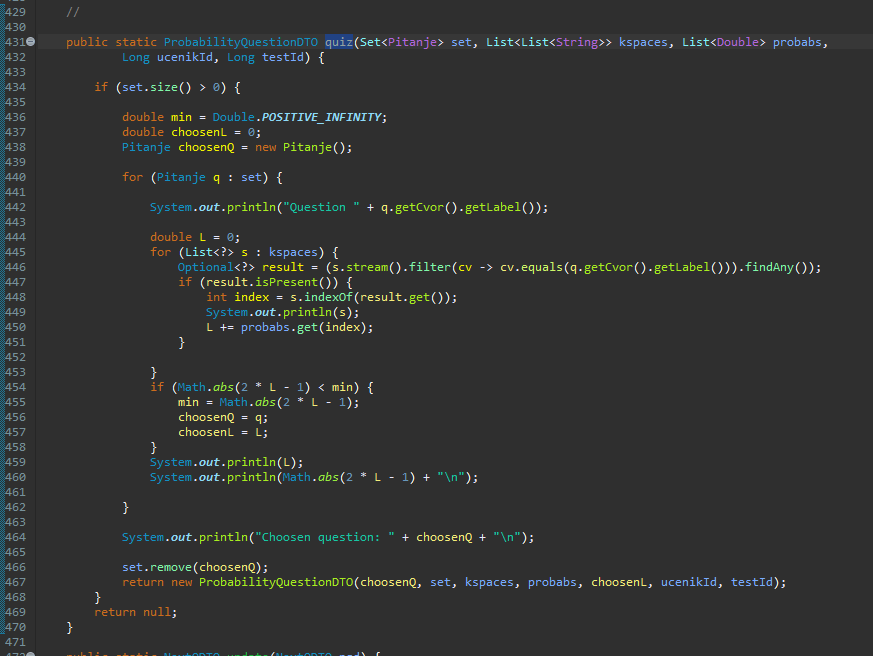 429 //
430
431 public static ProbabilityQuestionDTO quiz(Set<Pitanje> set, List<List<String>> kspaces, List<Double> probabs,
432 Long ucenikId, Long testId) {
433
434 if (set.size() > 0) {
435
436 double min = Double.POSITIVE_INFINITY;
437 double choosenL = 0;
438 Pitanje choosenQ = new Pitanje();
439
440 for (Pitanje q : set) {
441
442 System.out.println("Question " + q.getCvor().getLabel());
443
444 double L = 0;
445 for (List<?> s : kspaces) {
446 Optional<?> result = (s.stream().filter(cv -> cv.equals(q.getCvor().getLabel())).findAny());
447 if (result.isPresent()) {
448 int index = s.indexOf(result.get());
449 System.out.println(s);
450 L += probabs.get(index);
451 }
452
453 }
454 if (Math.abs(2 * L - 1) < min) {
455 min = Math.abs(2 * L - 1);
456 choosenQ = q;
457 choosenL = L;
458 }
459 System.out.println(L);
460 System.out.println(Math.abs(2 * L - 1) + "\n");
461
462 }
463
464 System.out.println("Choosen question: " + choosenQ + "\n");
465
466 set.remove(choosenQ);
467 return new ProbabilityQuestionDTO(choosenQ, set, kspaces, probabs, choosenL, ucenikId, testId);
468 }
469 return null;
470 }
471